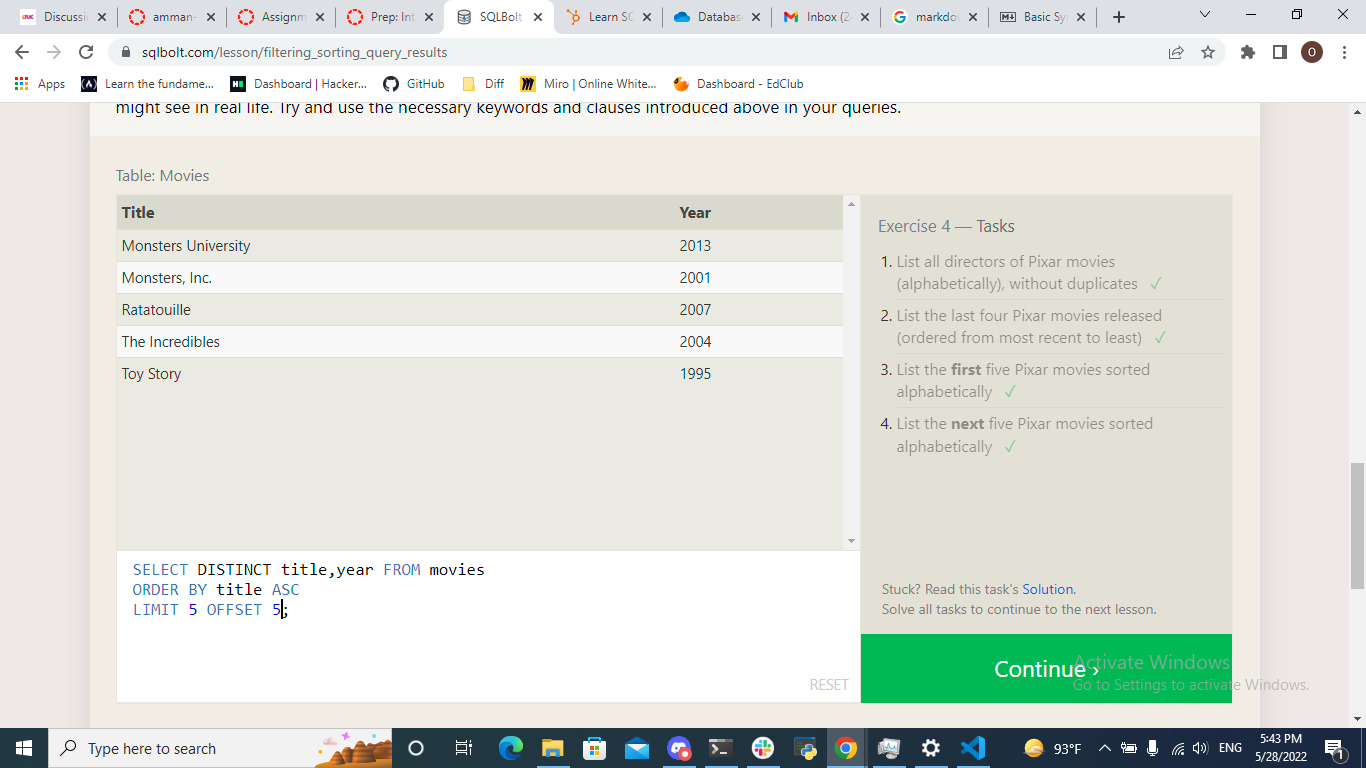 Discussi
amman-
Assignm
Prep: Int
SQLBolt
Learn SC
Databas
Inbox (2
markdo
Basic Sy
sqlbolt.com/lesson/filtering_sorting_query_results
O
Apps
Learn the fundame...
Dashboard | Hacker...
GitHub
Diff
Miro | Online White...
Dashboard - EdClub
might see in real life. Try and use the necessary keywords and clauses introduced above in your queries.
Table: Movies
Title Year
Monsters University 2013
Monsters, Inc. 2001
Ratatouille 2007
The Incredibles 2004
Toy Story 1995
SELECT DISTINCT title,year FROM movies
ORDER BY title ASC
LIMIT 5 OFFSET 5;
RESET
Exercise 4 — Tasks
1. List all directors of Pixar movies
(alphabetically), without duplicates ✓
2. List the last four Pixar movies released
(ordered from most recent to least) ✓
3. List the first five Pixar movies sorted
alphabetically ✓
4. List the next five Pixar movies sorted
alphabetically ✓
Stuck? Read this task's Solution.
Solve all tasks to continue to the next lesson.
Continue ›
Activate Windows
Go to Settings to activate Windows.
Type here to search
93°F
ENG
5:43 PM
5/28/2022
1